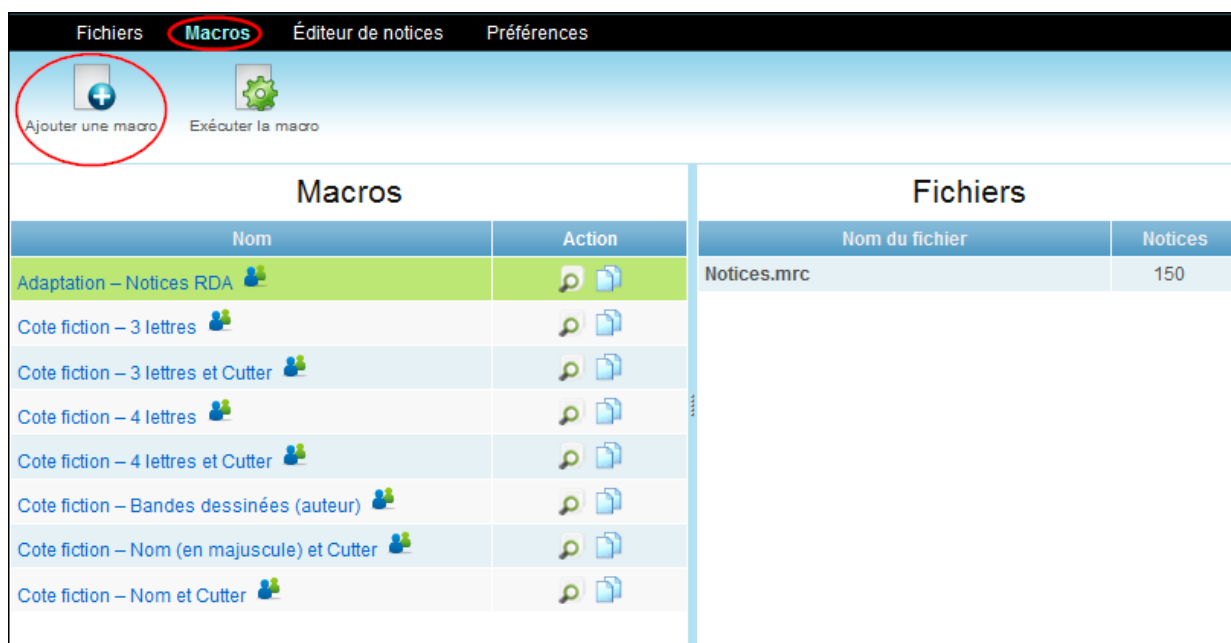 Fichiers Macros Éditeur de notices Préférences
Ajouter une macro Exécuter la macro
Macros
Nom Action
Adaptation – Notices RDA
Cote fiction – 3 lettres
Cote fiction – 3 lettres et Cutter
Cote fiction – 4 lettres
Cote fiction – 4 lettres et Cutter
Cote fiction – Bandes dessinées (auteur)
Cote fiction – Nom (en majuscule) et Cutter
Cote fiction – Nom et Cutter
Fichiers
Nom du fichier Notices
Notices.mrc 150